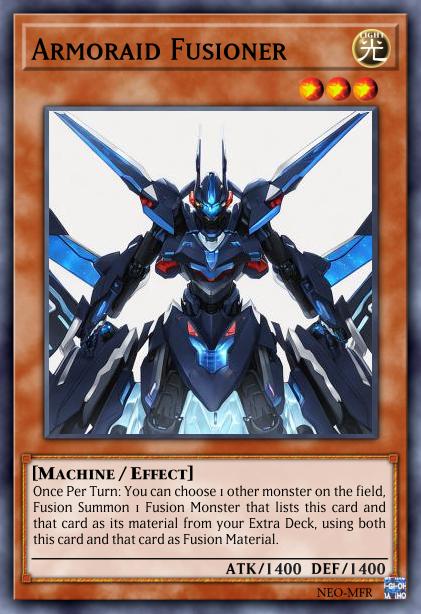 Armoraid Fusioner
LIGHT
光
[Machine / Effect]
Once Per Turn: You can choose 1 other monster on the field,
Fusion Summon 1 Fusion Monster that lists this card and
that card as its material from your Extra Deck, using both
this card and that card as Fusion Material.
ATK/1400 DEF/1400
NEO-MFR